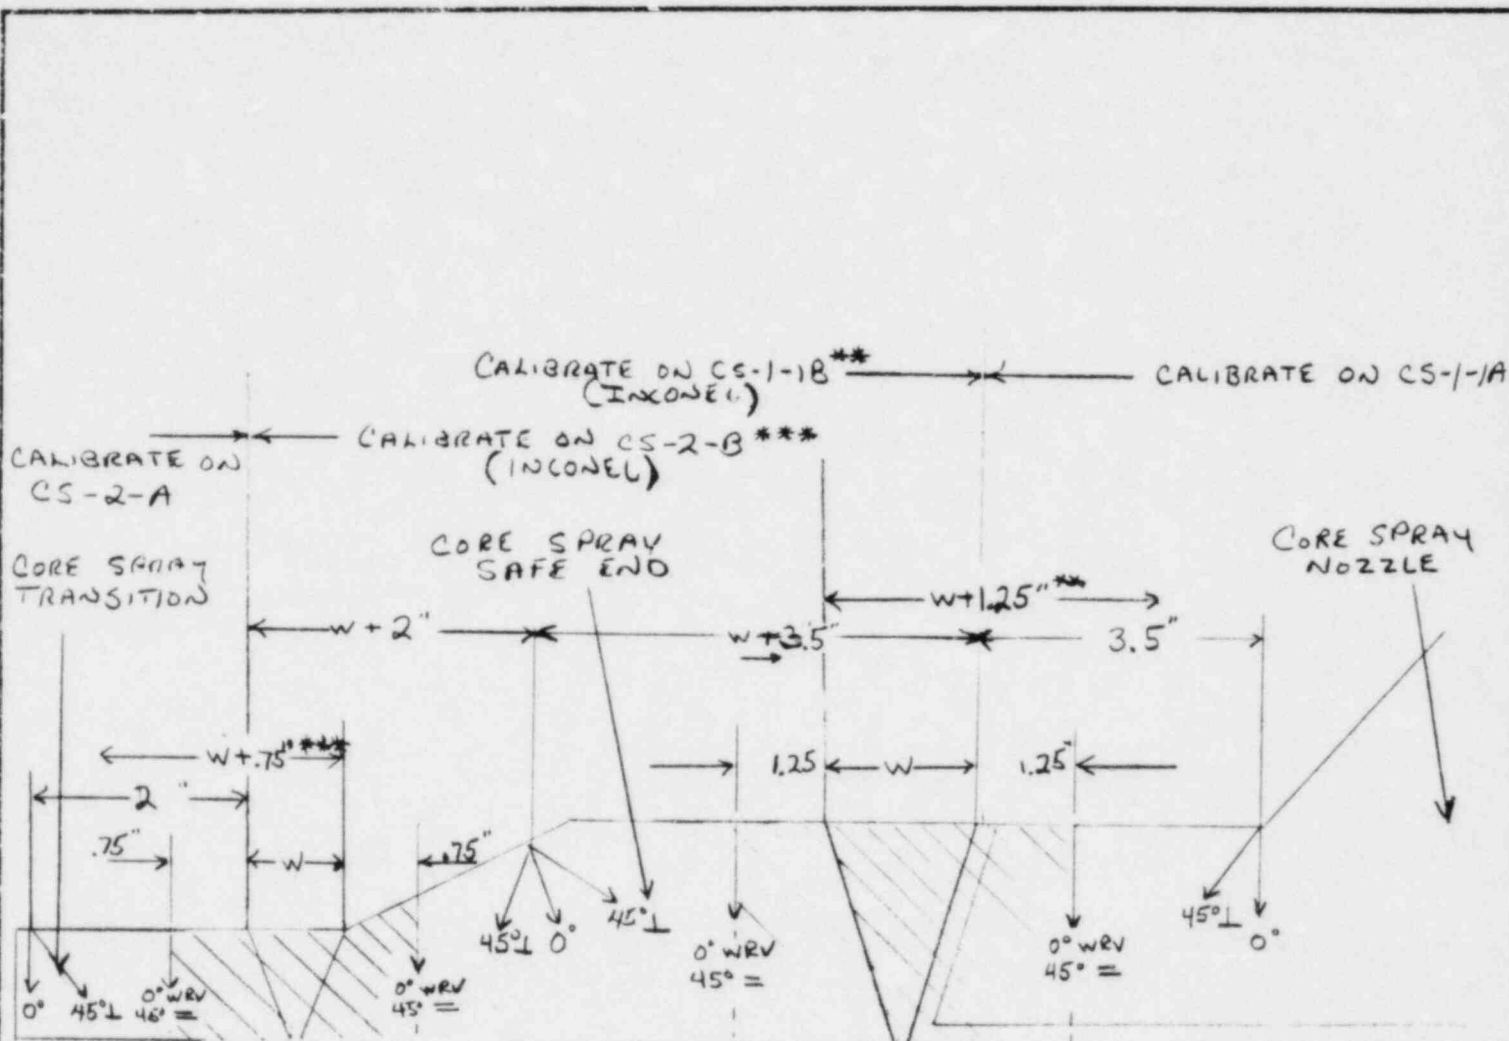 CALIBRATE ON CS-1-1B **
(INCONEL)
CALIBRATE ON CS-1-1A
CALIBRATE ON CS-2-B ***
(INCONEL)
CALIBRATE ON
CS-2-A
CORE SPRAY
SAFE END
CORE SPRAY
NOZZLE
CORE SPRAY
TRANSITION
W+1.25" **
W + 2"
W+3.5"
3.5"
W+.75" ***
1.25
W
1.25"
2"
.75"
W
.75"
45°⊥ 0°
45°⊥
0° WRV
45° =
0° WRV
45° =
45°⊥
0°
0° 45°⊥
0° WRV
45° =
0° WRV
45° =